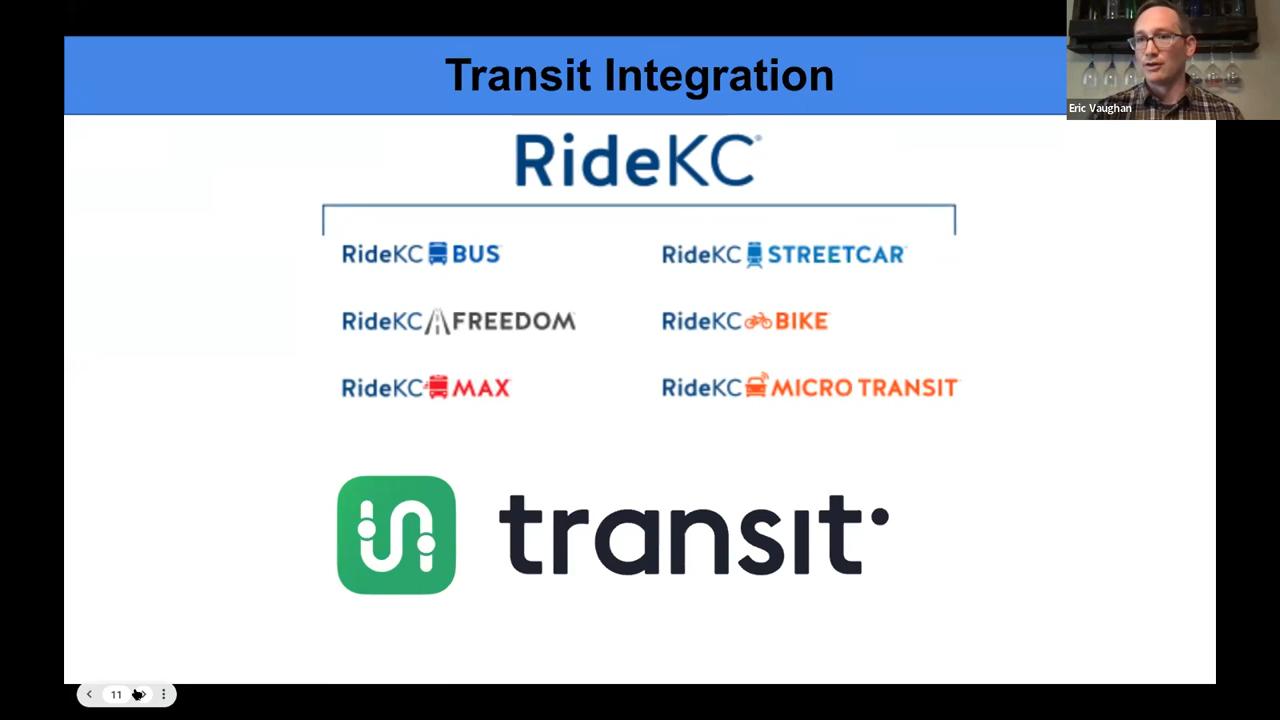 Transit Integration
Eric Vaughan
RideKC®
RideKC BUS
RideKC STREETCAR
RideKC FREEDOM
RideKC BIKE
RideKC MAX
RideKC MICRO TRANSIT
transit
11